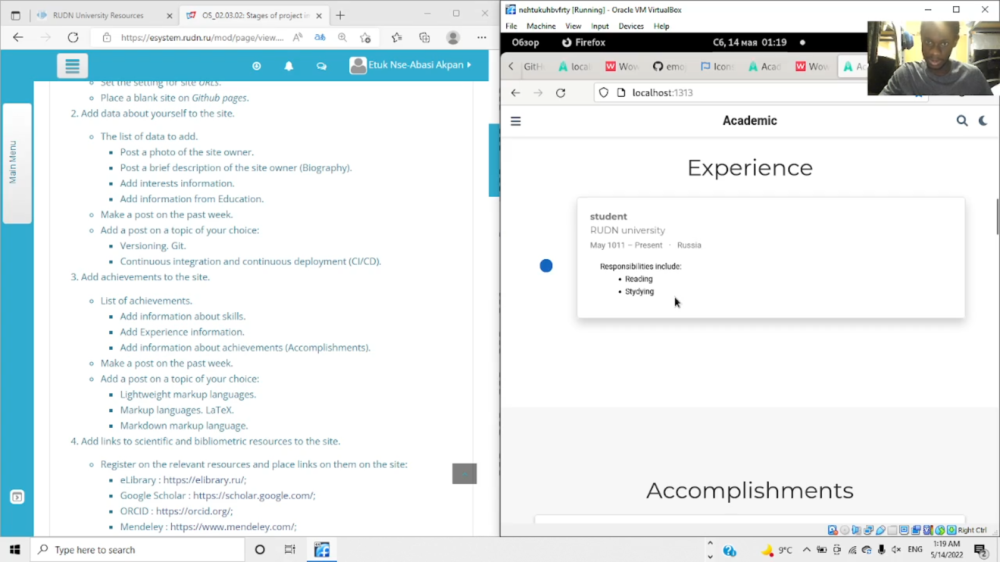 RUDN University Resources
OS_02.03.02: Stages of project in
https://esystem.rudn.ru/mod/page/view....
Etuk Nse-Abasi Akpan
Main Menu
Set the setting for site URLs.
Place a blank site on Github pages.
2. Add data about yourself to the site.
The list of data to add.
Post a photo of the site owner.
Post a brief description of the site owner (Biography).
Add interests information.
Add information from Education.
Make a post on the past week.
Add a post on a topic of your choice:
Versioning. Git.
Continuous integration and continuous deployment (CI/CD).
3. Add achievements to the site.
List of achievements.
Add information about skills.
Add Experience information.
Add information about achievements (Accomplishments).
Make a post on the past week.
Add a post on a topic of your choice:
Lightweight markup languages.
Markup languages. LaTeX.
Markdown markup language.
4. Add links to scientific and bibliometric resources to the site.
Register on the relevant resources and place links on them on the site:
eLibrary : https://elibrary.ru/;
Google Scholar : https://scholar.google.com/;
ORCID : https://orcid.org/;
Mendeley : https://www.mendeley.com/;
nehtukuhbvfrty [Running] - Oracle VM VirtualBox
File Machine View Input Devices Help
Обзор Firefox Сб, 14 мая 01:19
GitH local Wow emo Icons Acad Wow Ac
localhost:1313
Academic
Experience
student
RUDN university
May 1011 – Present · Russia
Responsibilities include:
Reading
Stydying
Accomplishments
Right Ctrl
Type here to search
9°C
ENG
1:19 AM
5/14/2022
2